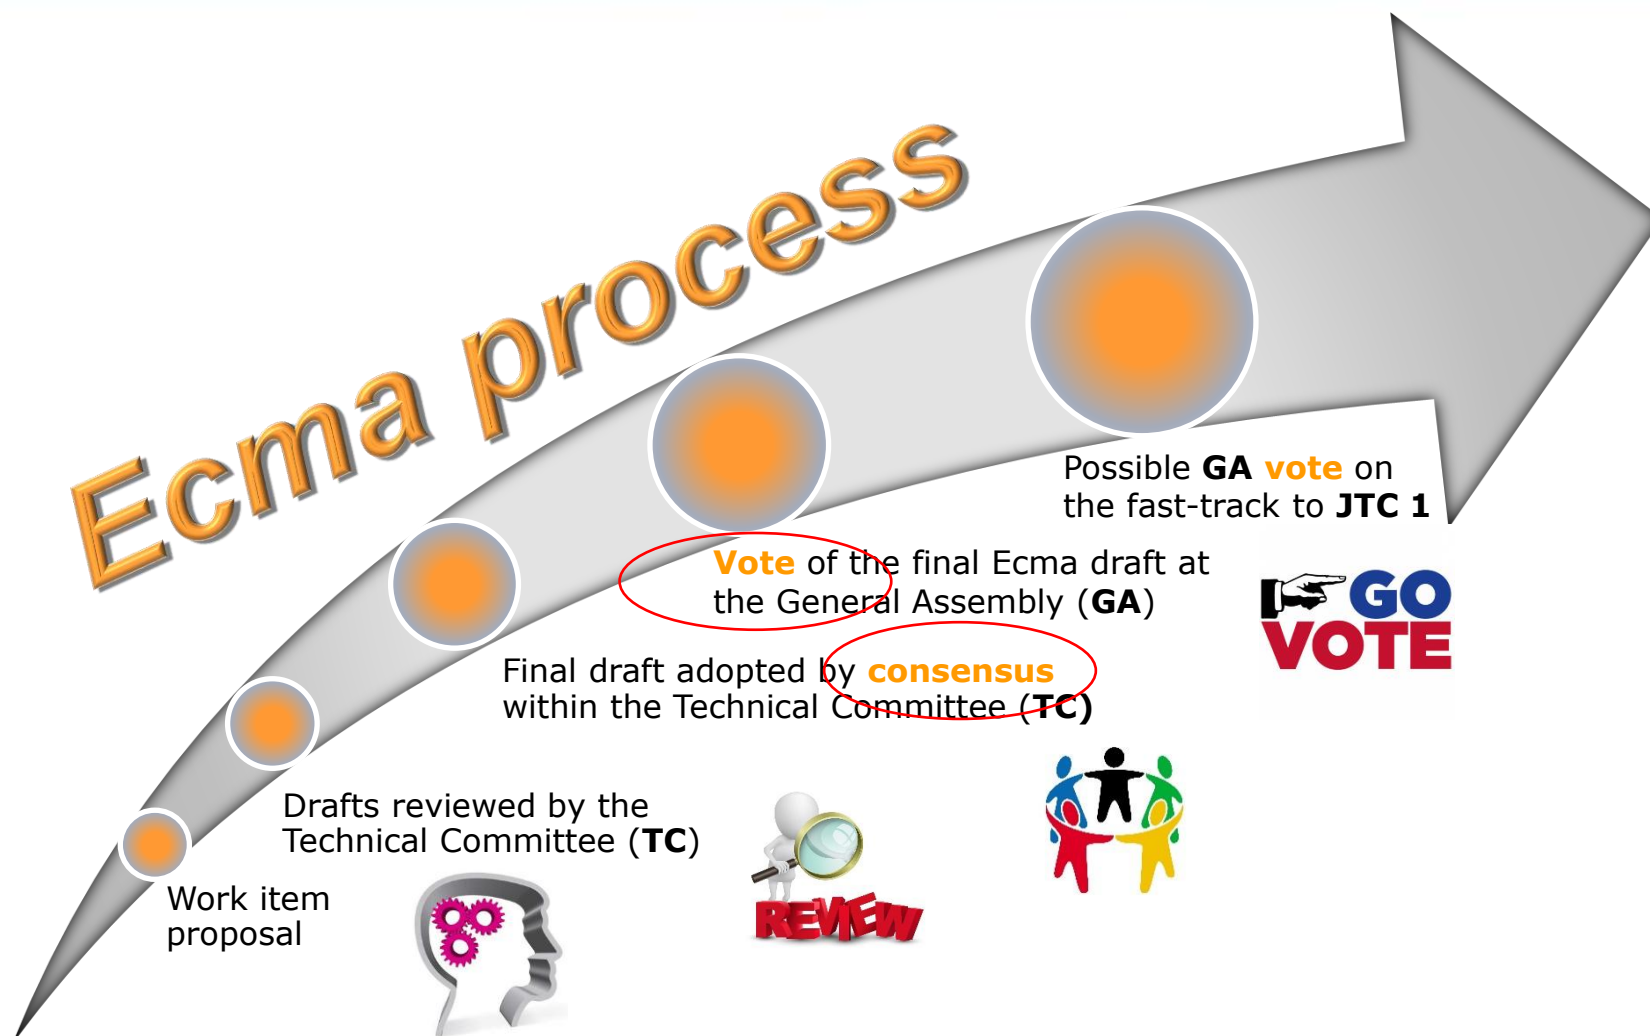 Ecma process
Possible GA vote on
the fast-track to JTC 1
Vote of the final Ecma draft at
the General Assembly (GA)
GO
VOTE
Final draft adopted by consensus
within the Technical Committee (TC)
Drafts reviewed by the
Technical Committee (TC)
REVIEW
Work item
proposal